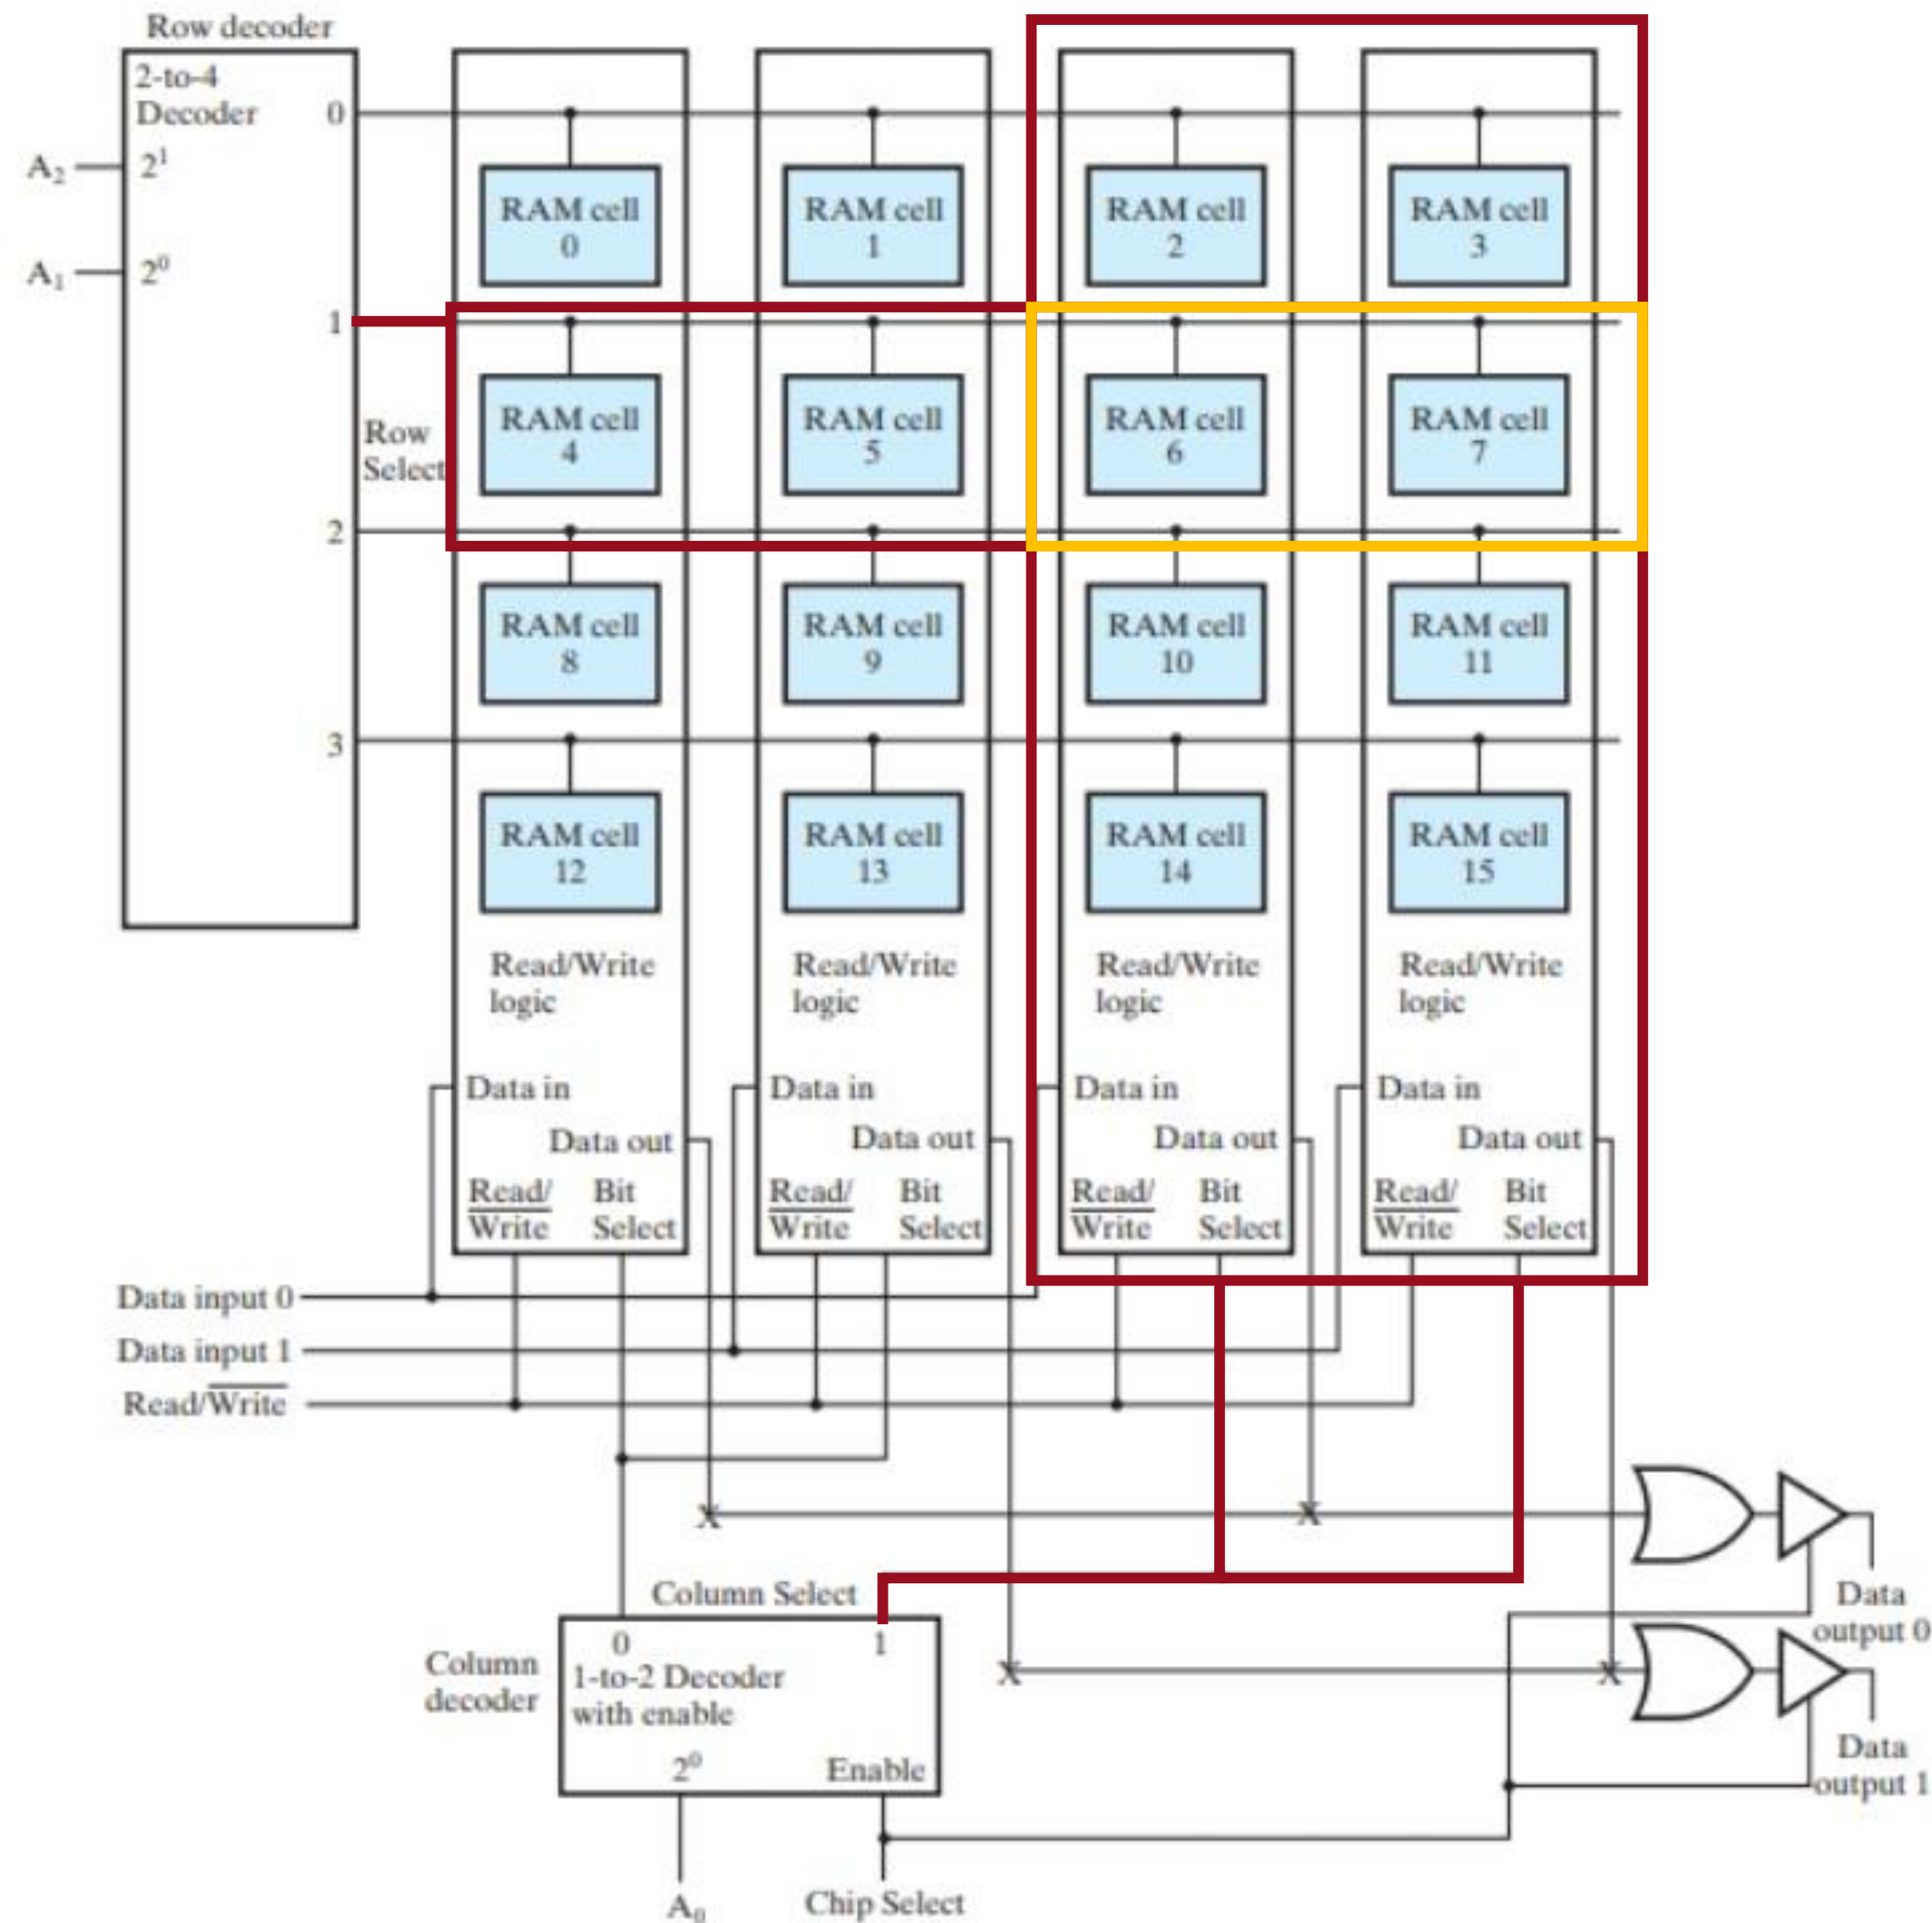 Row decoder
2-to-4
Decoder
0
A₂
2¹
A₁
2⁰
1
Row
Select
2
3
RAM cell
0
RAM cell
1
RAM cell
2
RAM cell
3
RAM cell
4
RAM cell
5
RAM cell
6
RAM cell
7
RAM cell
8
RAM cell
9
RAM cell
10
RAM cell
11
RAM cell
12
RAM cell
13
RAM cell
14
RAM cell
15
Read/Write
logic
Data in
Data out
Read/
Write
Bit
Select
Read/Write
logic
Data in
Data out
Read/
Write
Bit
Select
Read/Write
logic
Data in
Data out
Read/
Write
Bit
Select
Read/Write
logic
Data in
Data out
Read/
Write
Bit
Select
Data input 0
Data input 1
Read/Write
X
X
X
X
Data
output 0
Data
output 1
Column Select
Column
decoder
0
1
1-to-2 Decoder
with enable
2⁰
Enable
A₀
Chip Select